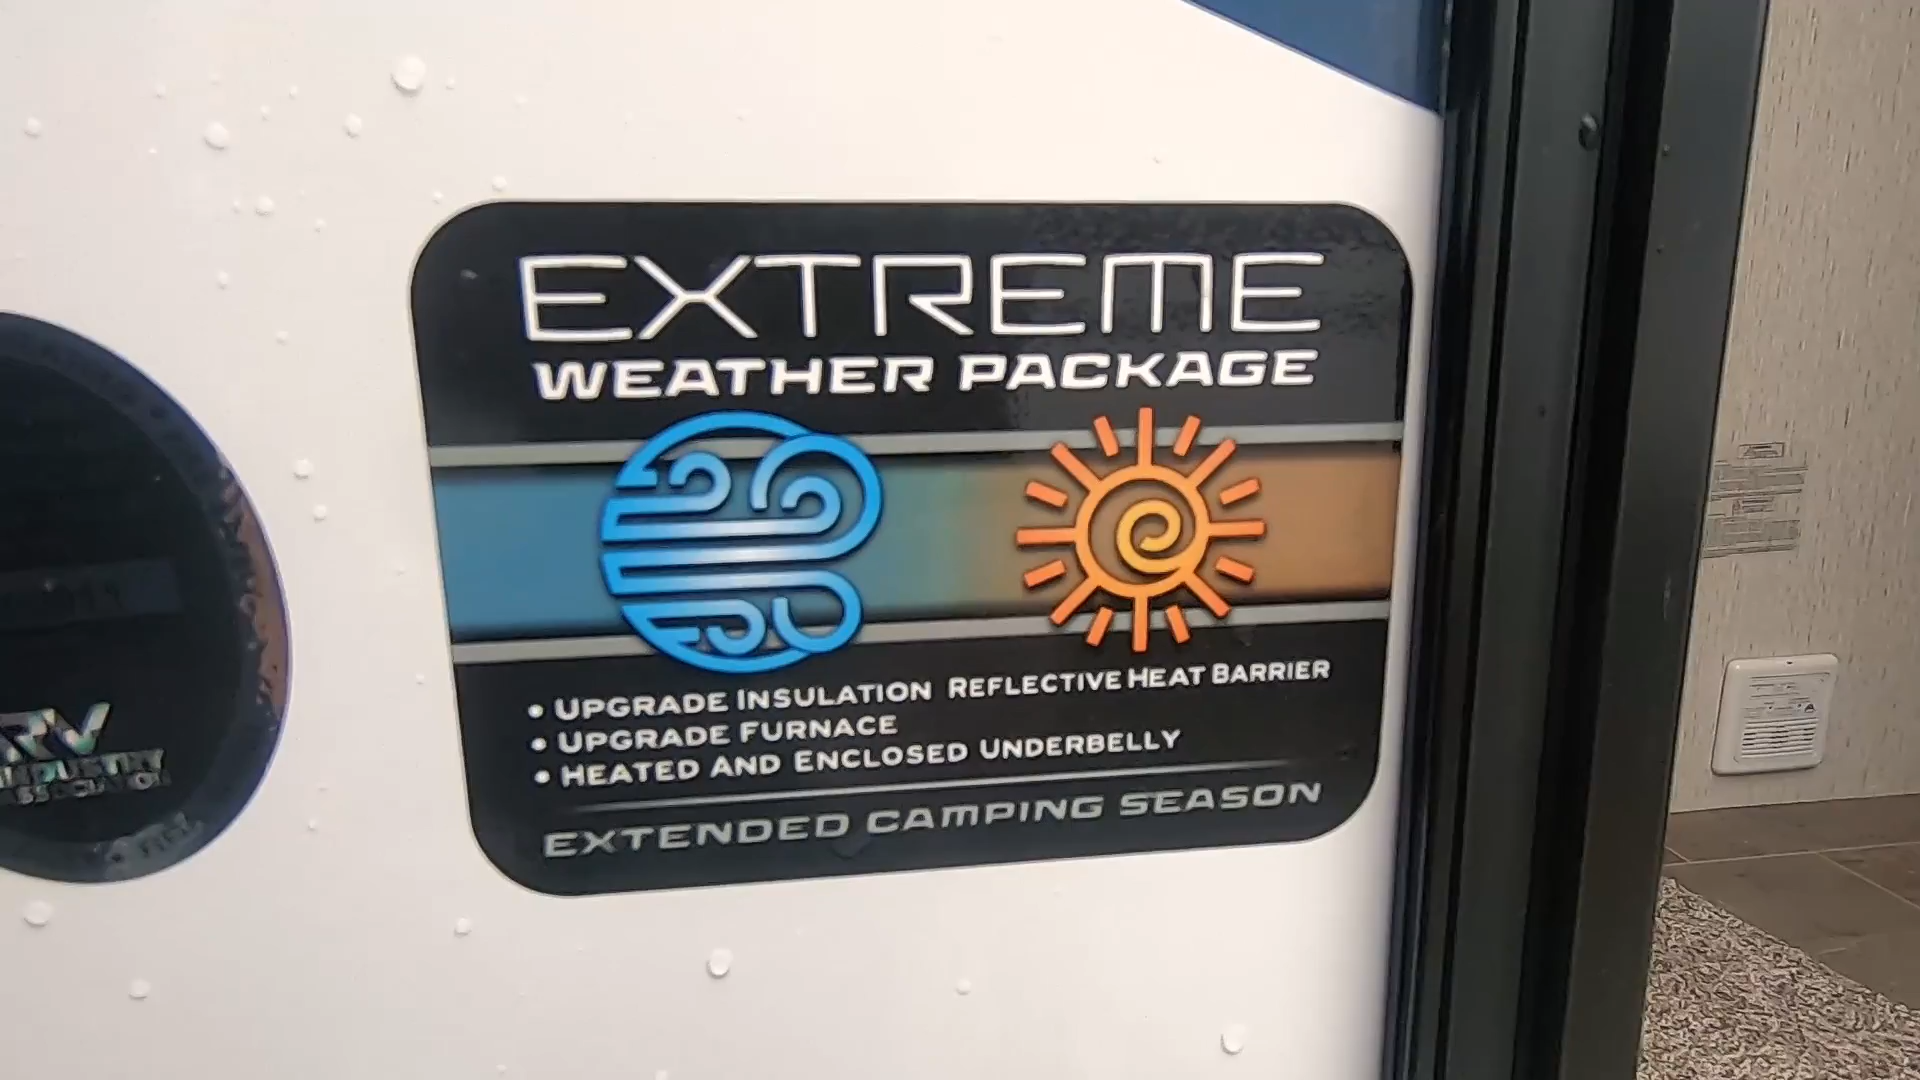 EXTREME
WEATHER PACKAGE
• UPGRADE INSULATION REFLECTIVE HEAT BARRIER
• UPGRADE FURNACE
• HEATED AND ENCLOSED UNDERBELLY
EXTENDED CAMPING SEASON
RV
INDUSTRY
ASSOCIATION